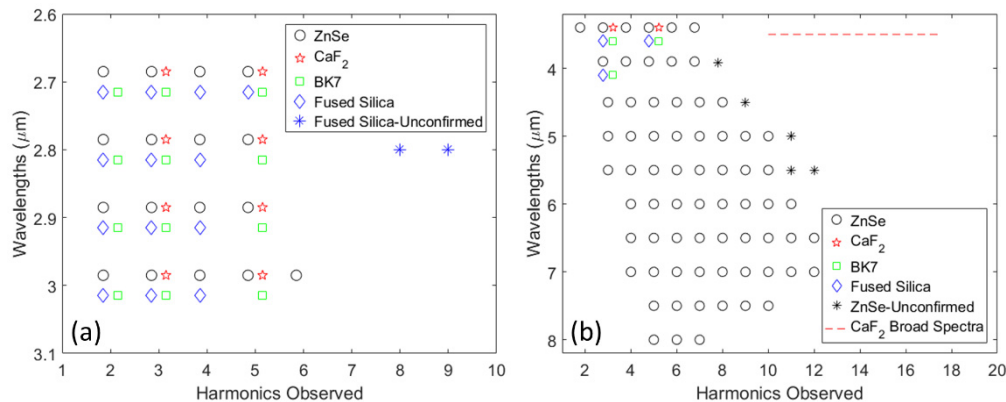 2.6
2.7
2.8
2.9
3
3.1
Wavelengths (μm)
ZnSe
CaF2
BK7
Fused Silica
Fused Silica-Unconfirmed
(a)
1 2 3 4 5 6 7 8 9 10
Harmonics Observed
4
5
6
7
8
Wavelengths (μm)
ZnSe
CaF2
BK7
Fused Silica
ZnSe-Unconfirmed
CaF2 Broad Spectra
(b)
2 4 6 8 10 12 14 16 18 20
Harmonics Observed